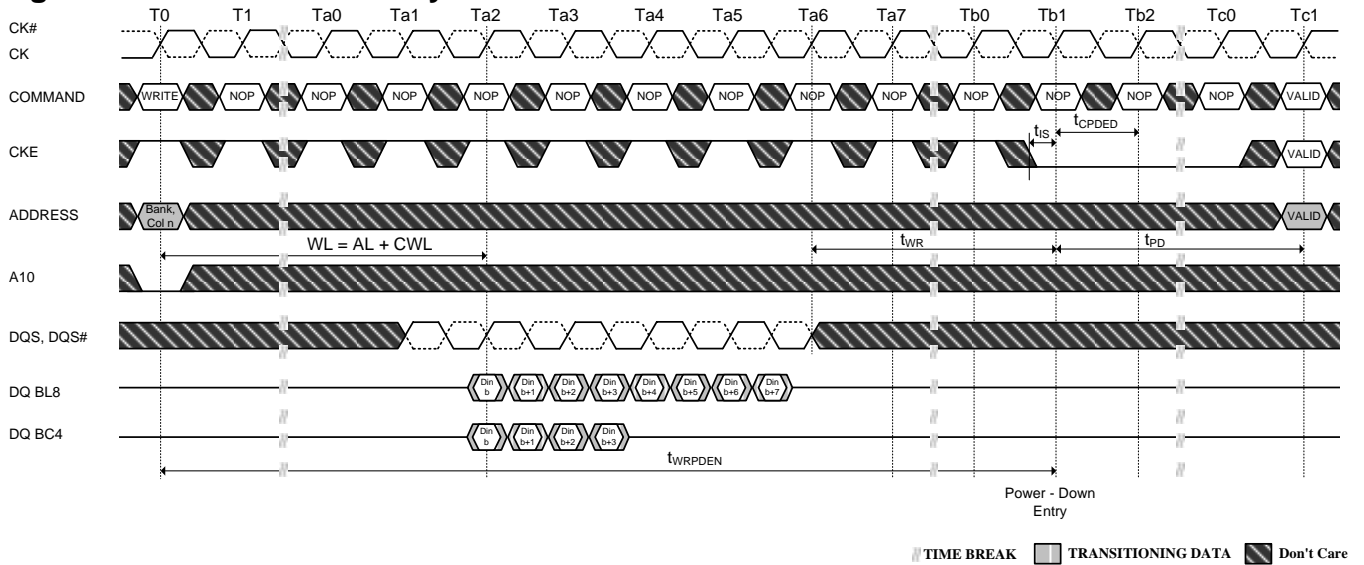 T0 T1 Ta0 Ta1 Ta2 Ta3 Ta4 Ta5 Ta6 Ta7 Tb0 Tb1 Tb2 Tc0 Tc1
CK#
CK
COMMAND WRITE NOP NOP NOP NOP NOP NOP NOP NOP NOP NOP NOP NOP NOP VALID
tIS tCPDED
CKE VALID
ADDRESS Bank, Col n VALID
WL = AL + CWL tWR tPD
A10
DQS, DQS#
DQ BL8 Din b Din b+1 Din b+2 Din b+3 Din b+4 Din b+5 Din b+6 Din b+7
DQ BC4 Din b Din b+1 Din b+2 Din b+3
tWRPDEN
Power - Down
Entry
TIME BREAK TRANSITIONING DATA Don't Care